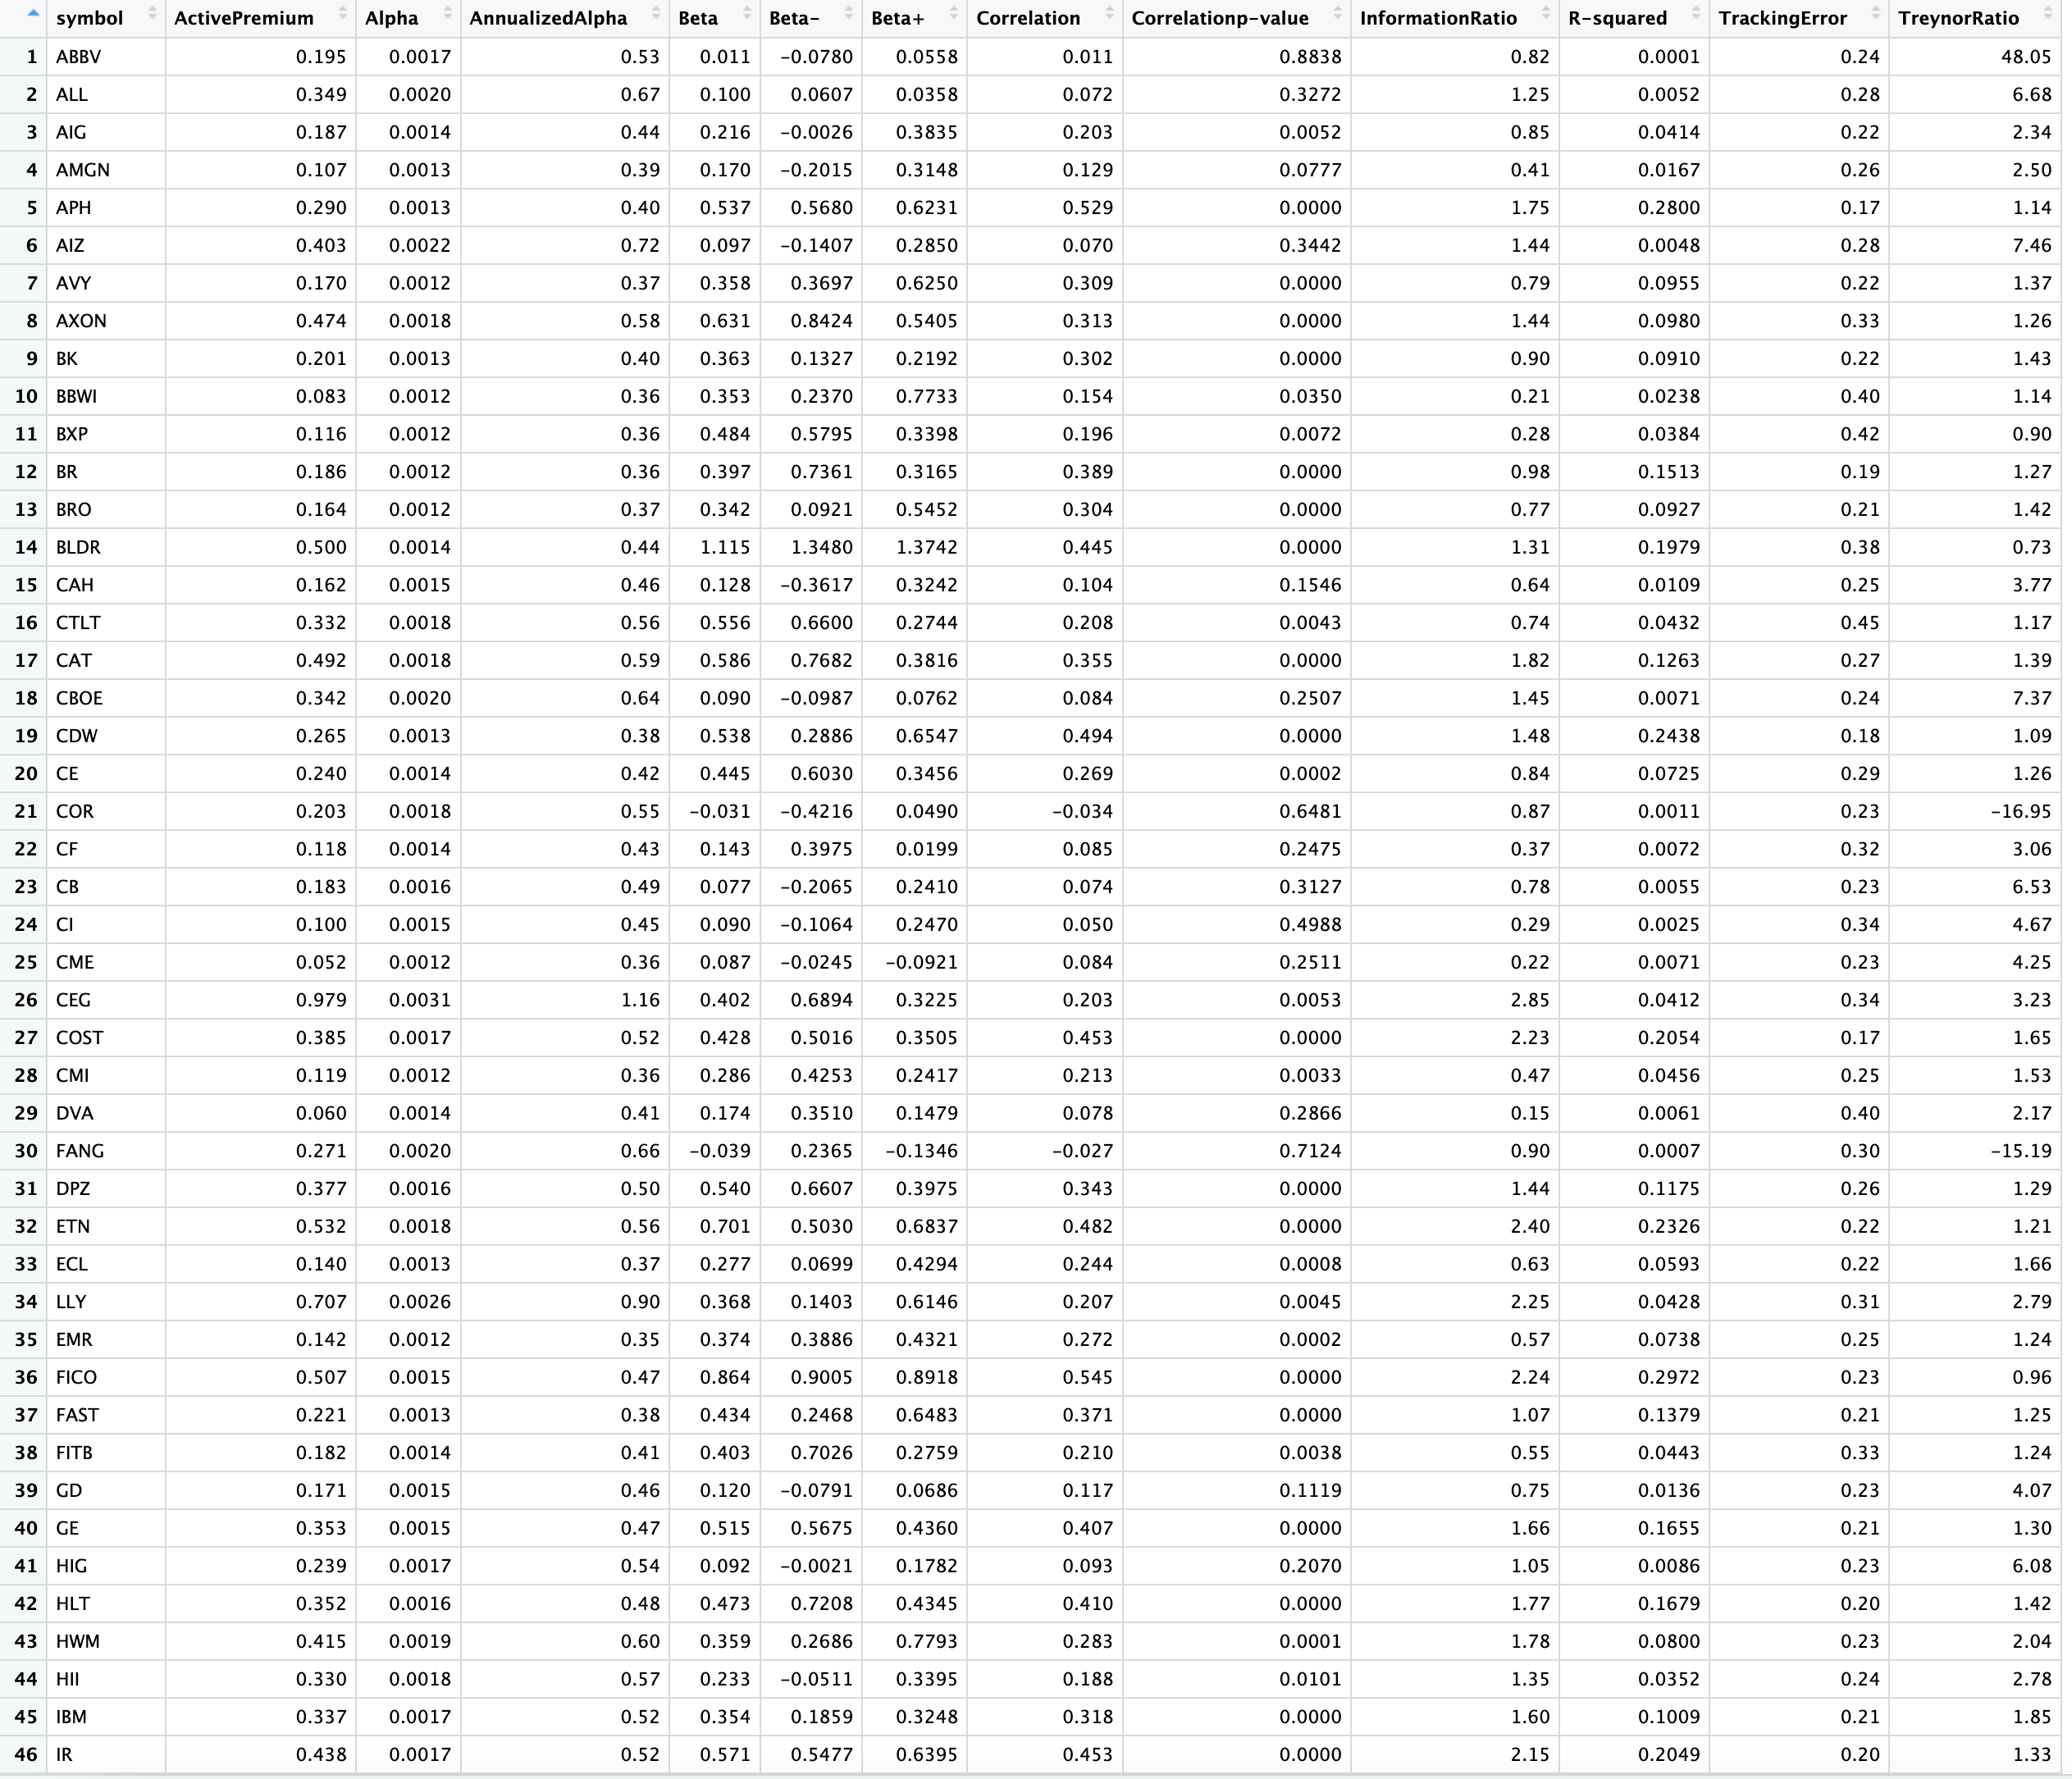 symbol ActivePremium Alpha AnnualizedAlpha Beta Beta- Beta+ Correlation Correlationp-value InformationRatio R-squared TrackingError TreynorRatio
1 ABBV 0.195 0.0017 0.53 0.011 -0.0780 0.0558 0.011 0.8838 0.82 0.0001 0.24 48.05
2 ALL 0.349 0.0020 0.67 0.100 0.0607 0.0358 0.072 0.3272 1.25 0.0052 0.28 6.68
3 AIG 0.187 0.0014 0.44 0.216 -0.0026 0.3835 0.203 0.0052 0.85 0.0414 0.22 2.34
4 AMGN 0.107 0.0013 0.39 0.170 -0.2015 0.3148 0.129 0.0777 0.41 0.0167 0.26 2.50
5 APH 0.290 0.0013 0.40 0.537 0.5680 0.6231 0.529 0.0000 1.75 0.2800 0.17 1.14
6 AIZ 0.403 0.0022 0.72 0.097 -0.1407 0.2850 0.070 0.3442 1.44 0.0048 0.28 7.46
7 AVY 0.170 0.0012 0.37 0.358 0.3697 0.6250 0.309 0.0000 0.79 0.0955 0.22 1.37
8 AXON 0.474 0.0018 0.58 0.631 0.8424 0.5405 0.313 0.0000 1.44 0.0980 0.33 1.26
9 BK 0.201 0.0013 0.40 0.363 0.1327 0.2192 0.302 0.0000 0.90 0.0910 0.22 1.43
10 BBWI 0.083 0.0012 0.36 0.353 0.2370 0.7733 0.154 0.0350 0.21 0.0238 0.40 1.14
11 BXP 0.116 0.0012 0.36 0.484 0.5795 0.3398 0.196 0.0072 0.28 0.0384 0.42 0.90
12 BR 0.186 0.0012 0.36 0.397 0.7361 0.3165 0.389 0.0000 0.98 0.1513 0.19 1.27
13 BRO 0.164 0.0012 0.37 0.342 0.0921 0.5452 0.304 0.0000 0.77 0.0927 0.21 1.42
14 BLDR 0.500 0.0014 0.44 1.115 1.3480 1.3742 0.445 0.0000 1.31 0.1979 0.38 0.73
15 CAH 0.162 0.0015 0.46 0.128 -0.3617 0.3242 0.104 0.1546 0.64 0.0109 0.25 3.77
16 CTLT 0.332 0.0018 0.56 0.556 0.6600 0.2744 0.208 0.0043 0.74 0.0432 0.45 1.17
17 CAT 0.492 0.0018 0.59 0.586 0.7682 0.3816 0.355 0.0000 1.82 0.1263 0.27 1.39
18 CBOE 0.342 0.0020 0.64 0.090 -0.0987 0.0762 0.084 0.2507 1.45 0.0071 0.24 7.37
19 CDW 0.265 0.0013 0.38 0.538 0.2886 0.6547 0.494 0.0000 1.48 0.2438 0.18 1.09
20 CE 0.240 0.0014 0.42 0.445 0.6030 0.3456 0.269 0.0002 0.84 0.0725 0.29 1.26
21 COR 0.203 0.0018 0.55 -0.031 -0.4216 0.0490 -0.034 0.6481 0.87 0.0011 0.23 -16.95
22 CF 0.118 0.0014 0.43 0.143 0.3975 0.0199 0.085 0.2475 0.37 0.0072 0.32 3.06
23 CB 0.183 0.0016 0.49 0.077 -0.2065 0.2410 0.074 0.3127 0.78 0.0055 0.23 6.53
24 CI 0.100 0.0015 0.45 0.090 -0.1064 0.2470 0.050 0.4988 0.29 0.0025 0.34 4.67
25 CME 0.052 0.0012 0.36 0.087 -0.0245 -0.0921 0.084 0.2511 0.22 0.0071 0.23 4.25
26 CEG 0.979 0.0031 1.16 0.402 0.6894 0.3225 0.203 0.0053 2.85 0.0412 0.34 3.23
27 COST 0.385 0.0017 0.52 0.428 0.5016 0.3505 0.453 0.0000 2.23 0.2054 0.17 1.65
28 CMI 0.119 0.0012 0.36 0.286 0.4253 0.2417 0.213 0.0033 0.47 0.0456 0.25 1.53
29 DVA 0.060 0.0014 0.41 0.174 0.3510 0.1479 0.078 0.2866 0.15 0.0061 0.40 2.17
30 FANG 0.271 0.0020 0.66 -0.039 0.2365 -0.1346 -0.027 0.7124 0.90 0.0007 0.30 -15.19
31 DPZ 0.377 0.0016 0.50 0.540 0.6607 0.3975 0.343 0.0000 1.44 0.1175 0.26 1.29
32 ETN 0.532 0.0018 0.56 0.701 0.5030 0.6837 0.482 0.0000 2.40 0.2326 0.22 1.21
33 ECL 0.140 0.0013 0.37 0.277 0.0699 0.4294 0.244 0.0008 0.63 0.0593 0.22 1.66
34 LLY 0.707 0.0026 0.90 0.368 0.1403 0.6146 0.207 0.0045 2.25 0.0428 0.31 2.79
35 EMR 0.142 0.0012 0.35 0.374 0.3886 0.4321 0.272 0.0002 0.57 0.0738 0.25 1.24
36 FICO 0.507 0.0015 0.47 0.864 0.9005 0.8918 0.545 0.0000 2.24 0.2972 0.23 0.96
37 FAST 0.221 0.0013 0.38 0.434 0.2468 0.6483 0.371 0.0000 1.07 0.1379 0.21 1.25
38 FITB 0.182 0.0014 0.41 0.403 0.7026 0.2759 0.210 0.0038 0.55 0.0443 0.33 1.24
39 GD 0.171 0.0015 0.46 0.120 -0.0791 0.0686 0.117 0.1119 0.75 0.0136 0.23 4.07
40 GE 0.353 0.0015 0.47 0.515 0.5675 0.4360 0.407 0.0000 1.66 0.1655 0.21 1.30
41 HIG 0.239 0.0017 0.54 0.092 -0.0021 0.1782 0.093 0.2070 1.05 0.0086 0.23 6.08
42 HLT 0.352 0.0016 0.48 0.473 0.7208 0.4345 0.410 0.0000 1.77 0.1679 0.20 1.42
43 HWM 0.415 0.0019 0.60 0.359 0.2686 0.7793 0.283 0.0001 1.78 0.0800 0.23 2.04
44 HII 0.330 0.0018 0.57 0.233 -0.0511 0.3395 0.188 0.0101 1.35 0.0352 0.24 2.78
45 IBM 0.337 0.0017 0.52 0.354 0.1859 0.3248 0.318 0.0000 1.60 0.1009 0.21 1.85
46 IR 0.438 0.0017 0.52 0.571 0.5477 0.6395 0.453 0.0000 2.15 0.2049 0.20 1.33